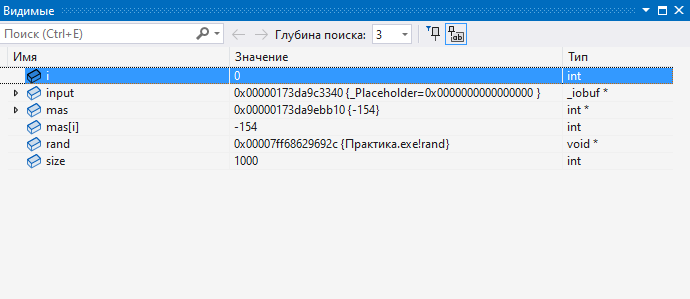 Видимые
Поиск (Ctrl+E) Глубина поиска: 3
Имя Значение Тип
i 0 int
input 0x00000173da9c3340 {_Placeholder=0x0000000000000000 } _iobuf *
mas 0x00000173da9ebb10 {-154} int *
mas[i] -154 int
rand 0x00007ff68629692c {Практика.exe!rand} void *
size 1000 int